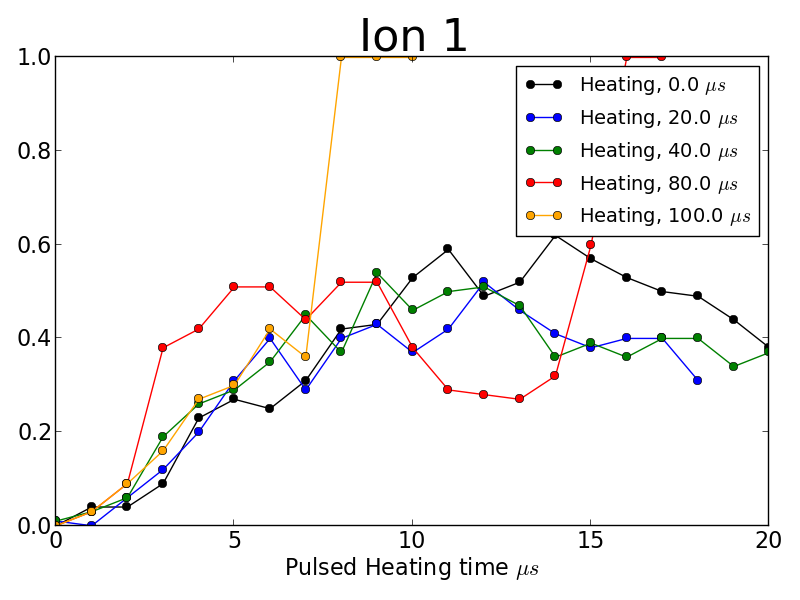 Ion 1
1.0
0.8
0.6
0.4
0.2
0.0
Heating, 0.0 μs
Heating, 20.0 μs
Heating, 40.0 μs
Heating, 80.0 μs
Heating, 100.0 μs
0 5 10 15 20
Pulsed Heating time μs